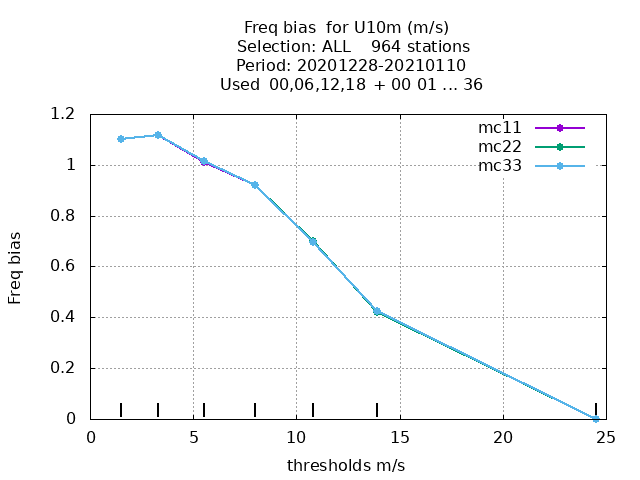 Freq bias  for U10m (m/s)
Selection: ALL    964 stations
Period: 20201228-20210110
Used  00,06,12,18  + 00 01 ... 36
1.2
1
0.8
0.6
0.4
0.2
0
Freq bias
mc11
mc22
mc33
0 5 10 15 20 25
thresholds m/s